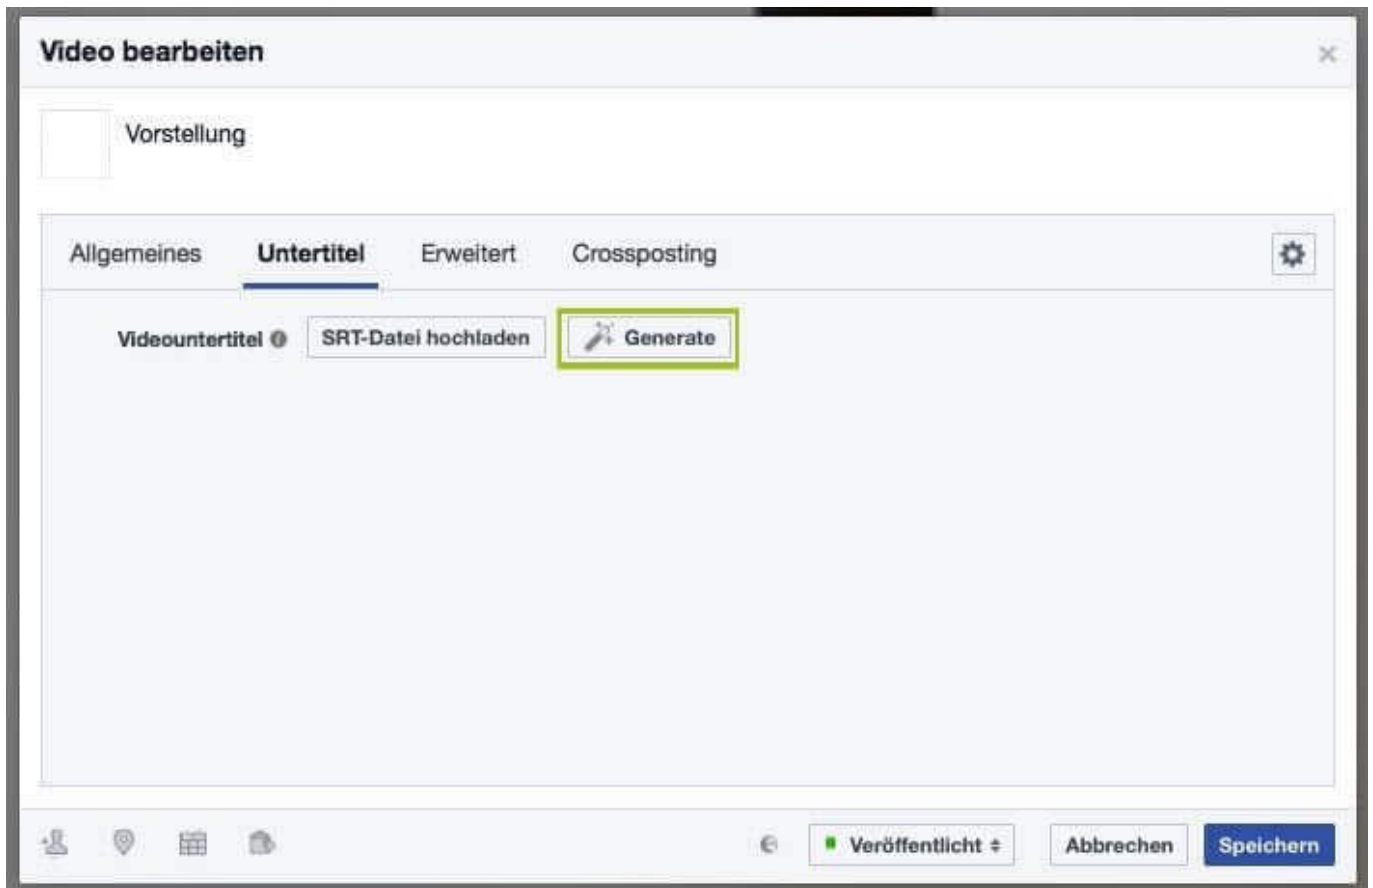 Video bearbeiten
Vorstellung
Allgemeines Untertitel Erweitert Crossposting
Videountertitel SRT-Datei hochladen Generate
Veröffentlicht Abbrechen Speichern